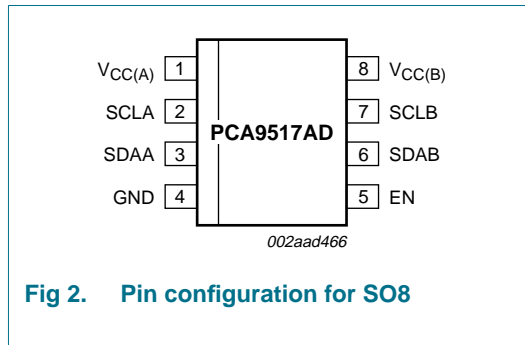 VCC(A) 1 8 VCC(B)
SCLA 2 7 SCLB
PCA9517AD
SDAA 3 6 SDAB
GND 4 5 EN
002aad466
Fig 2. Pin configuration for SO8